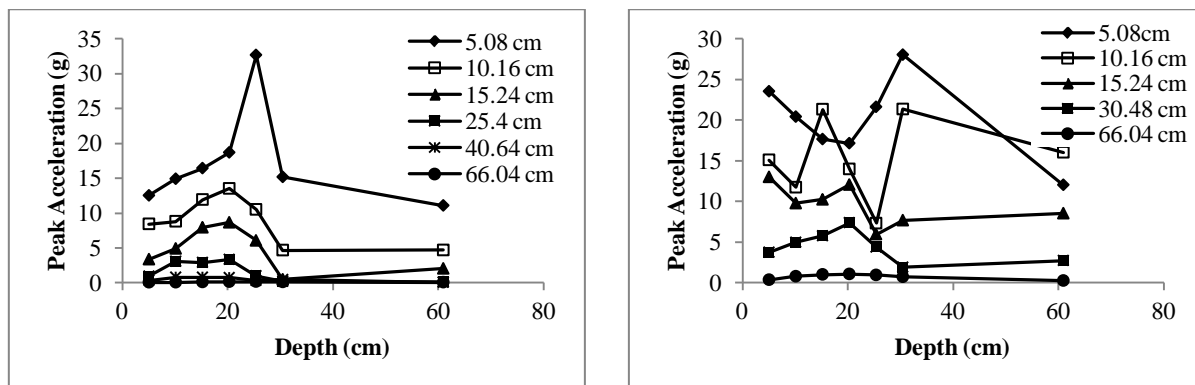 Peak Acceleration (g)
35
30
25
20
15
10
5
0
0 20 40 60 80
Depth (cm)
5.08 cm
10.16 cm
15.24 cm
25.4 cm
40.64 cm
66.04 cm
Peak Acceleration (g)
30
25
20
15
10
5
0
0 20 40 60 80
Depth (cm)
5.08cm
10.16 cm
15.24 cm
30.48 cm
66.04 cm